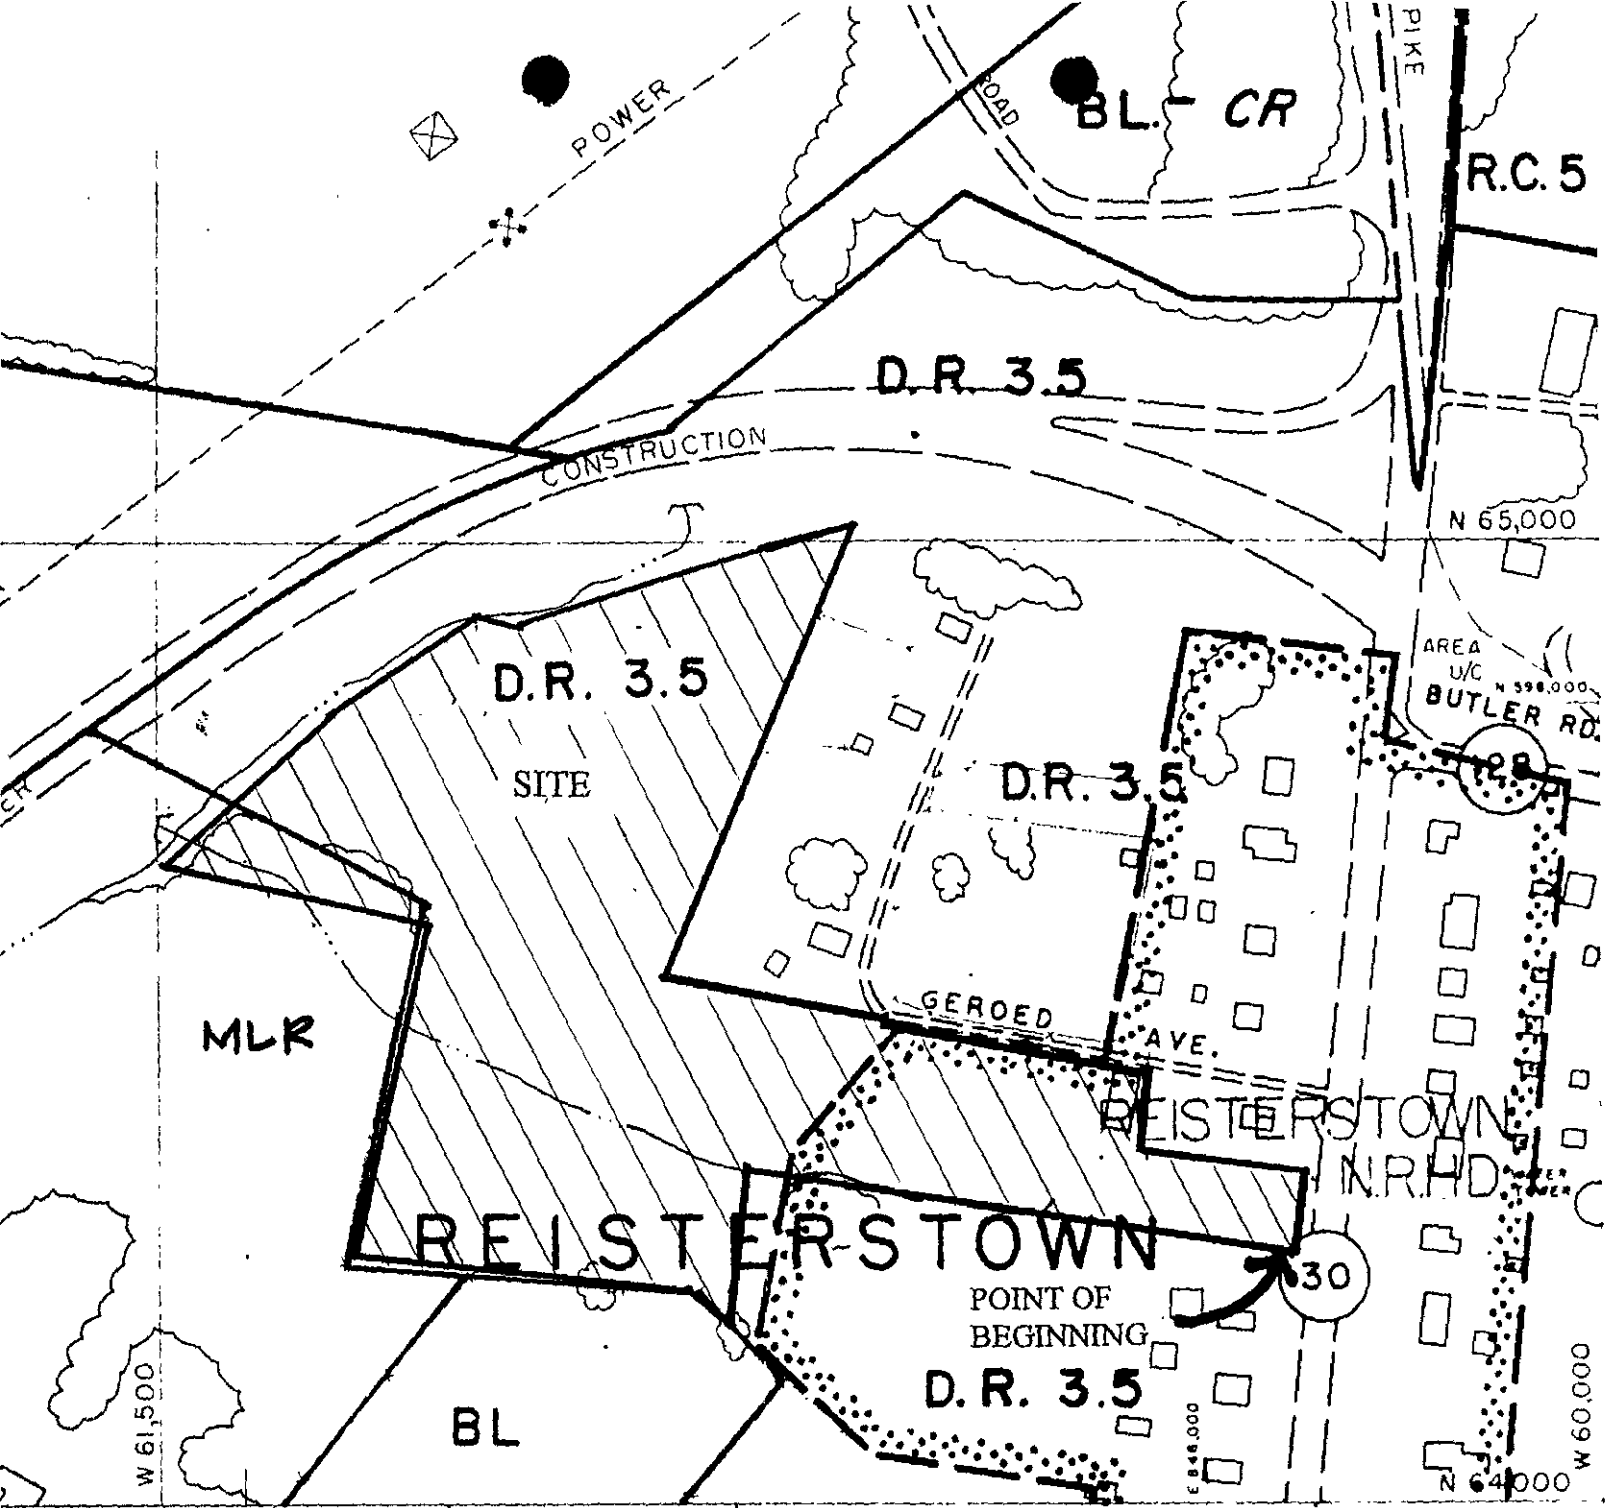 PIKE
POWER
ROAD
BL. - CR
R.C. 5
D.R. 3.5
CONSTRUCTION
N 65,000
D.R. 3.5
AREA
U/C
N 598,000
BUTLER RD.
SITE
D.R. 3.5
GEROED
AVE.
MLR
REISTERSTOWN
N.R.H.D.
REISTERSTOWN
30
POINT OF
BEGINNING
D. R. 3.5
BL
W 61,500
E 846,000
W 60,000
N 64,000